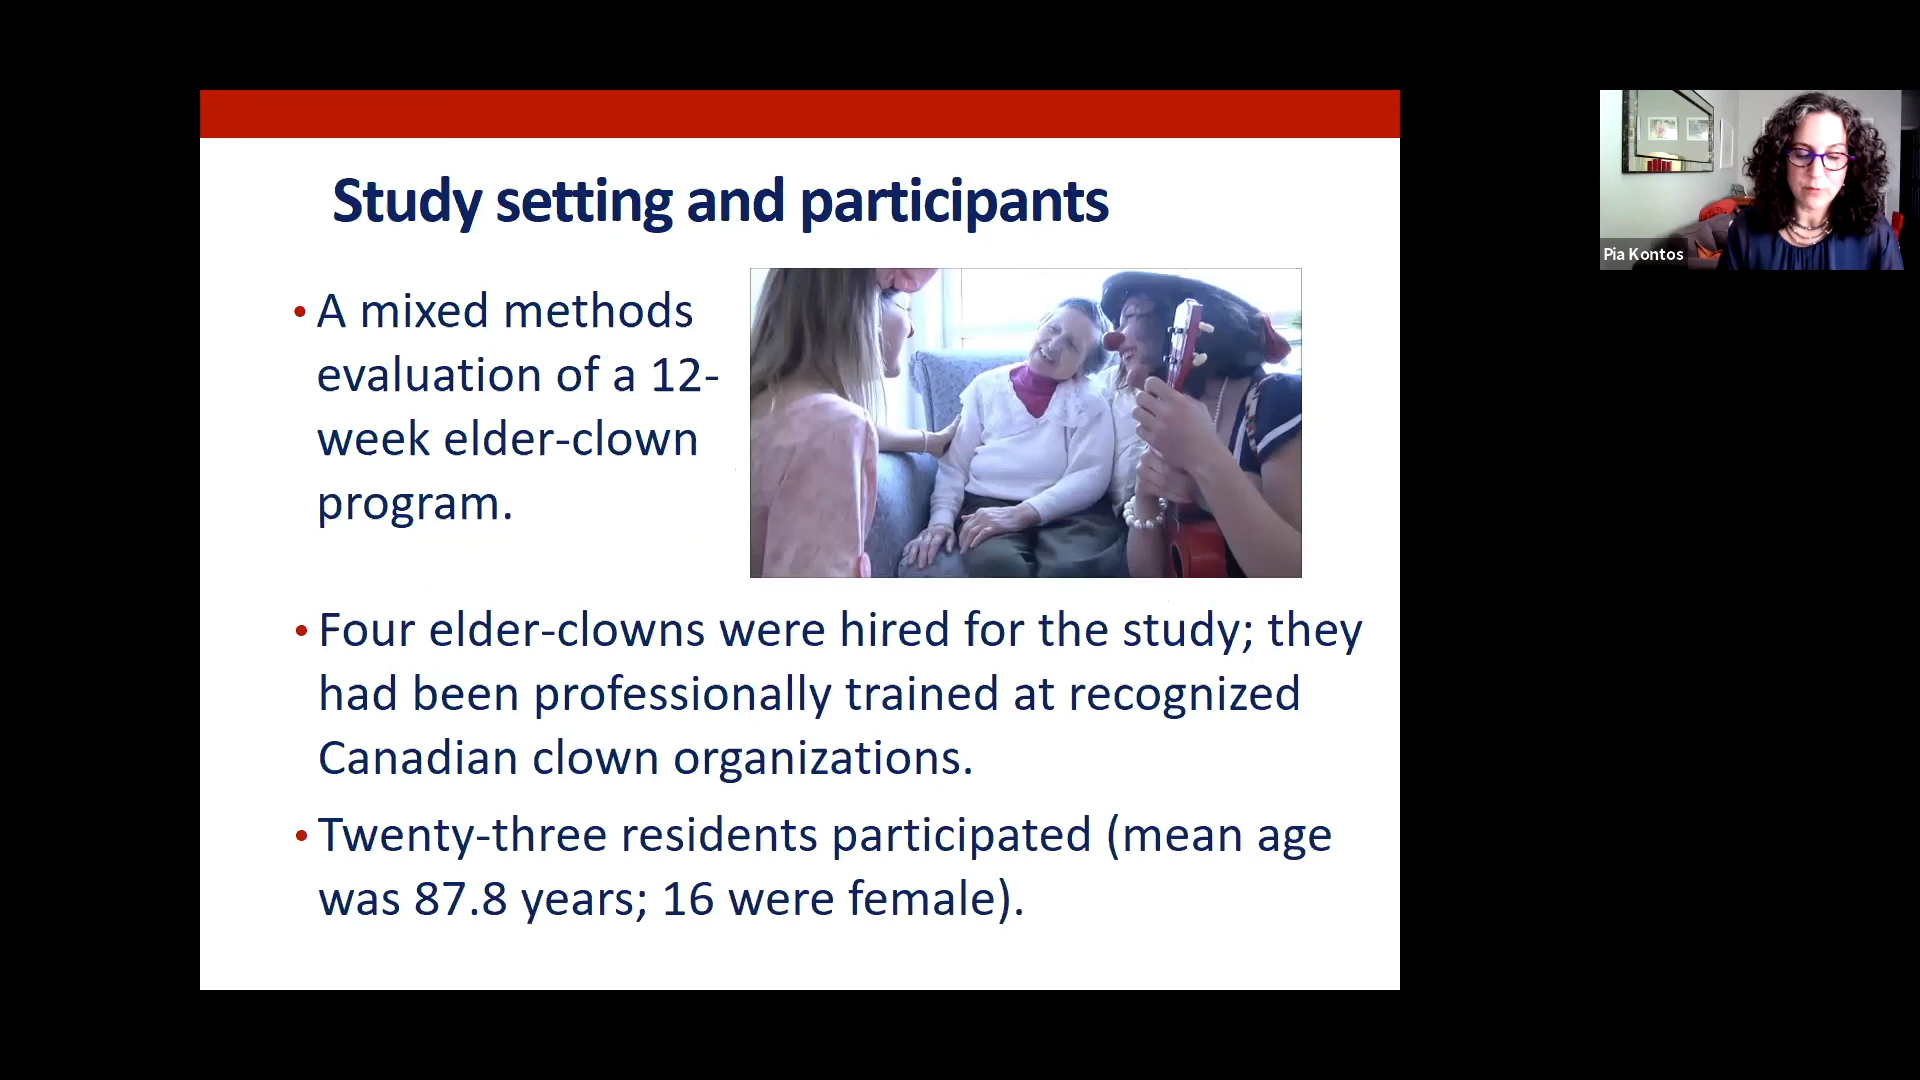 Study setting and participants
• A mixed methods
evaluation of a 12-
week elder-clown
program.
• Four elder-clowns were hired for the study; they
had been professionally trained at recognized
Canadian clown organizations.
• Twenty-three residents participated (mean age
was 87.8 years; 16 were female).
Pia Kontos